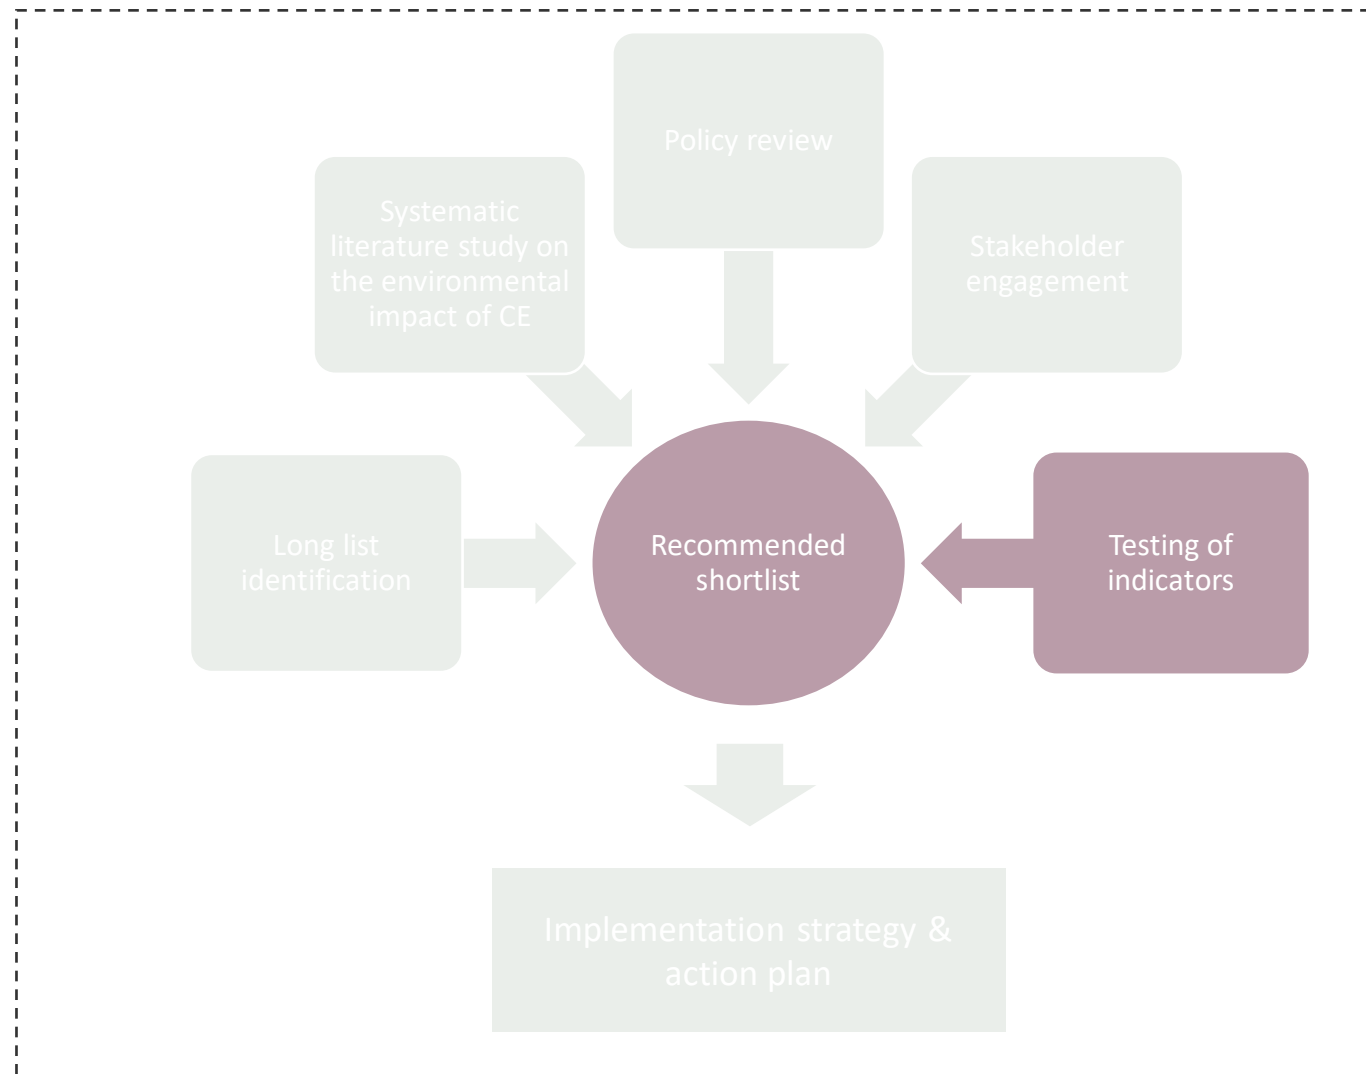 Policy review
Systematic
literature study on
the environmental
impact of CE
Stakeholder
engagement
Long list
identification
Recommended
shortlist
Testing of
indicators
Implementation strategy &
action plan